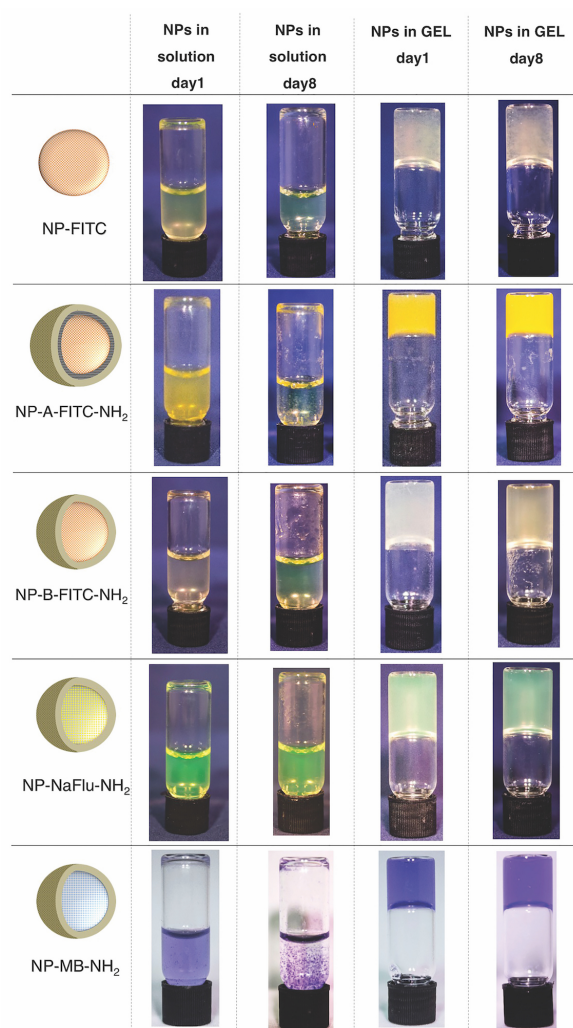 NPs in
solution
day1
NPs in
solution
day8
NPs in GEL
day1
NPs in GEL
day8
NP-FITC
NP-A-FITC-NH₂
NP-B-FITC-NH₂
NP-NaFlu-NH₂
NP-MB-NH₂